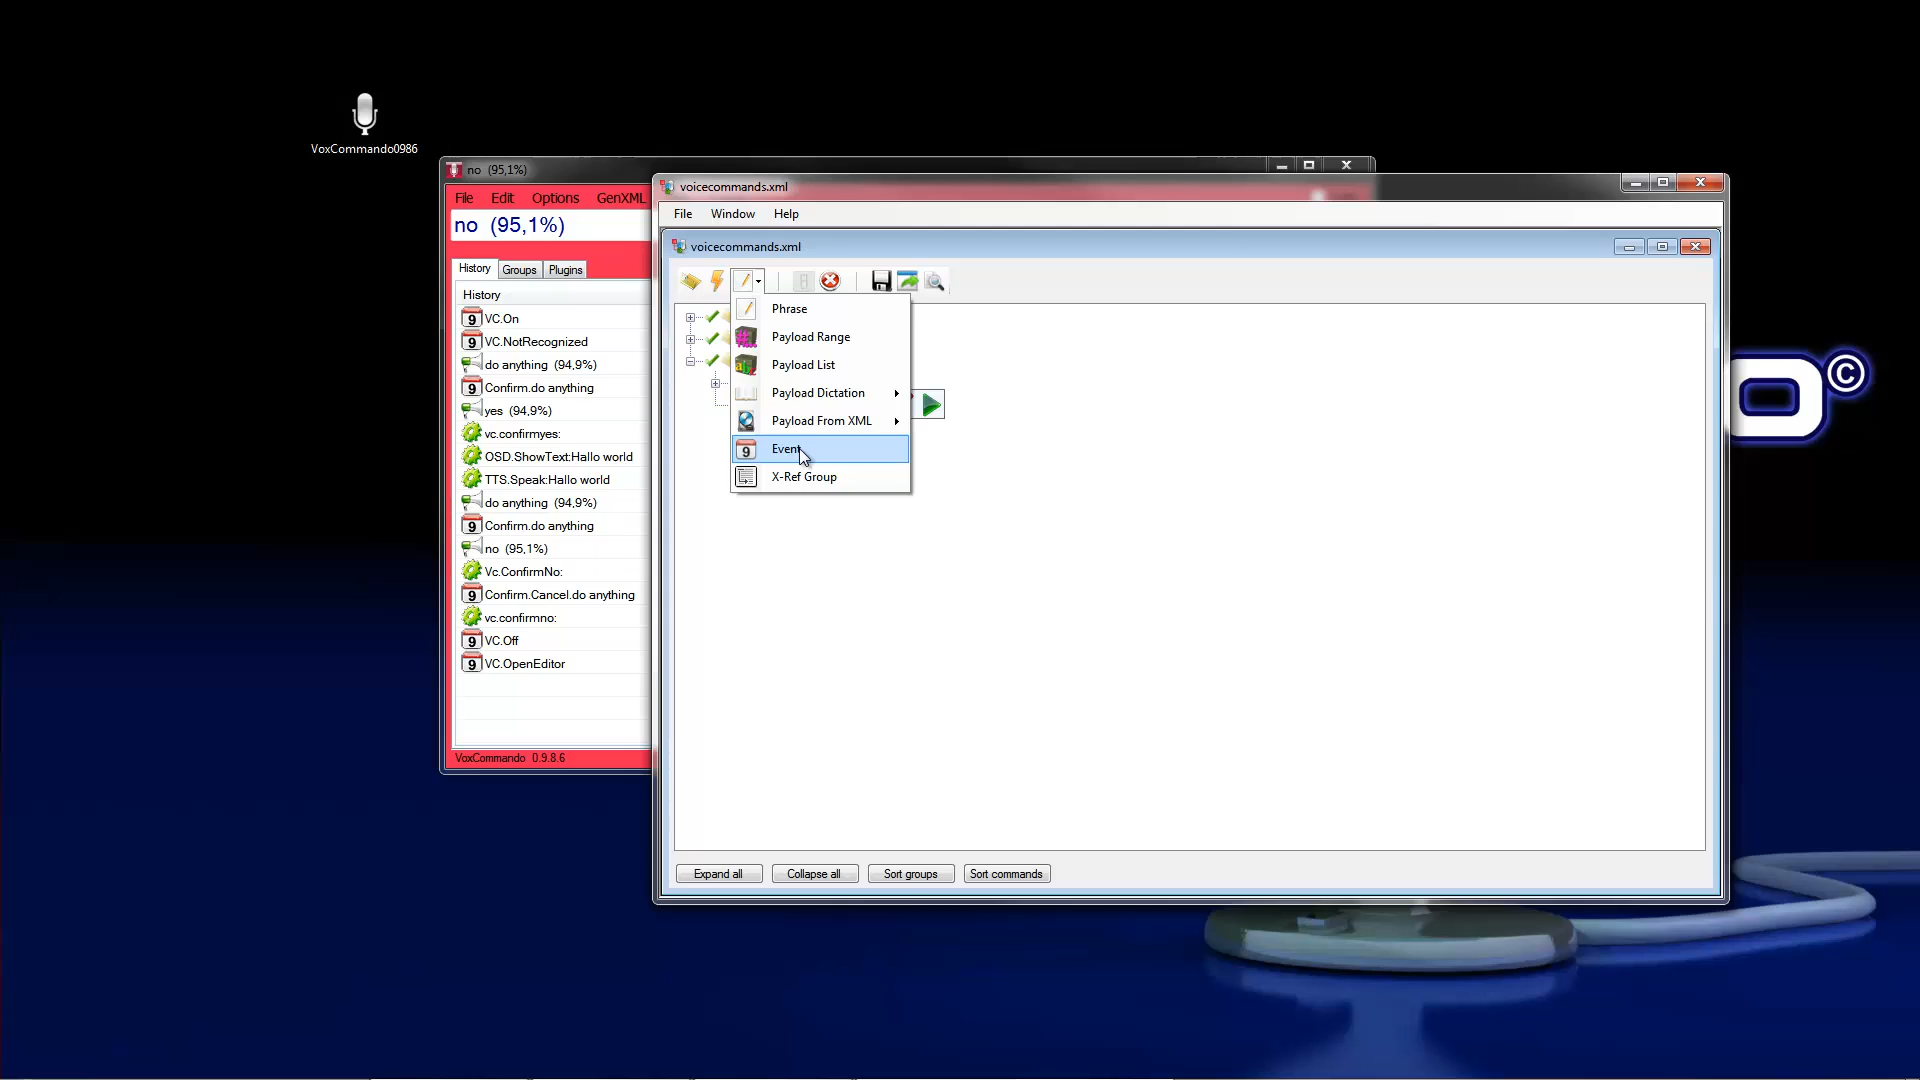 VoxCommando0986
no (95,1%)
File Edit Options GenXML
no (95,1%)
History Groups Plugins
History
VC.On
VC.NotRecognized
do anything (94,9%)
Confirm.do anything
yes (94,9%)
vc.confirmyes:
OSD.ShowText:Hallo world
TTS.Speak:Hallo world
do anything (94,9%)
Confirm.do anything
no (95,1%)
Vc.ConfirmNo:
Confirm.Cancel.do anything
vc.confirmno:
VC.Off
VC.OpenEditor
VoxCommando 0.9.8.6
voicecommands.xml
File Window Help
voicecommands.xml
Phrase
Payload Range
Payload List
Payload Dictation
Payload From XML
Event
X-Ref Group
Expand all Collapse all Sort groups Sort commands
©